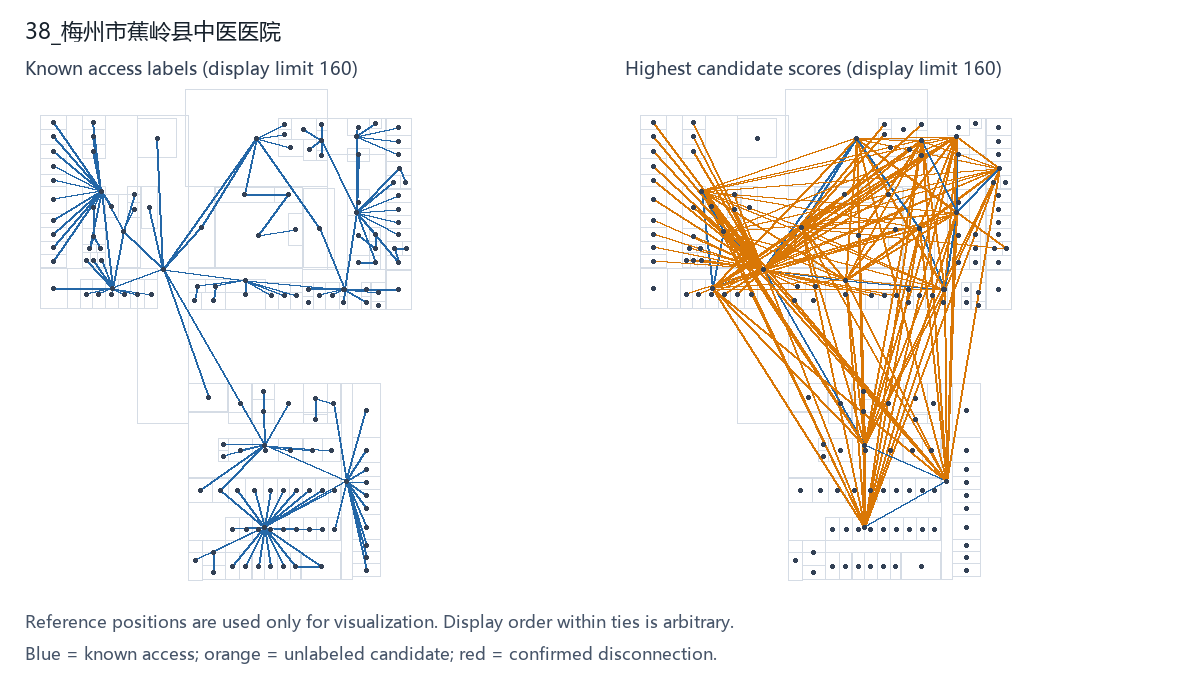 38_梅州市蕉岭县中医医院
Known access labels (display limit 160)
Highest candidate scores (display limit 160)
Reference positions are used only for visualization. Display order within ties is arbitrary.
Blue = known access; orange = unlabeled candidate; red = confirmed disconnection.